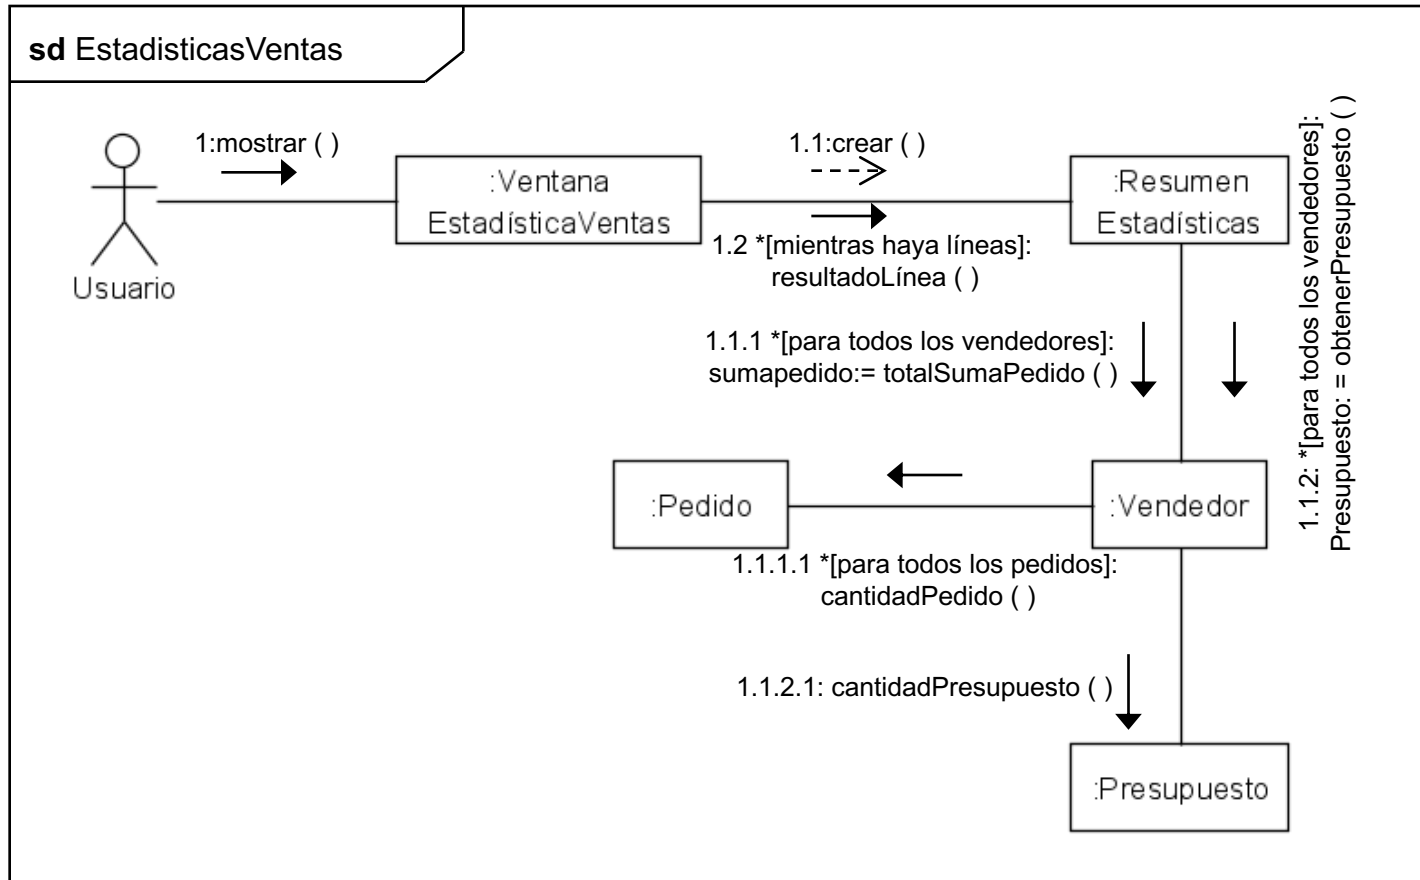 sd EstadisticasVentas
1:mostrar ( )
1.1:crear ( )
:Ventana
EstadísticaVentas
:Resumen
Estadísticas
Usuario
1.2 *[mientras haya líneas]:
resultadoLínea ( )
1.1.1 *[para todos los vendedores]:
sumapedido:= totalSumaPedido ( )
1.1.2: *[para todos los vendedores]:
Presupuesto: = obtenerPresupuesto ( )
:Pedido
:Vendedor
1.1.1.1 *[para todos los pedidos]:
cantidadPedido ( )
1.1.2.1: cantidadPresupuesto ( )
:Presupuesto